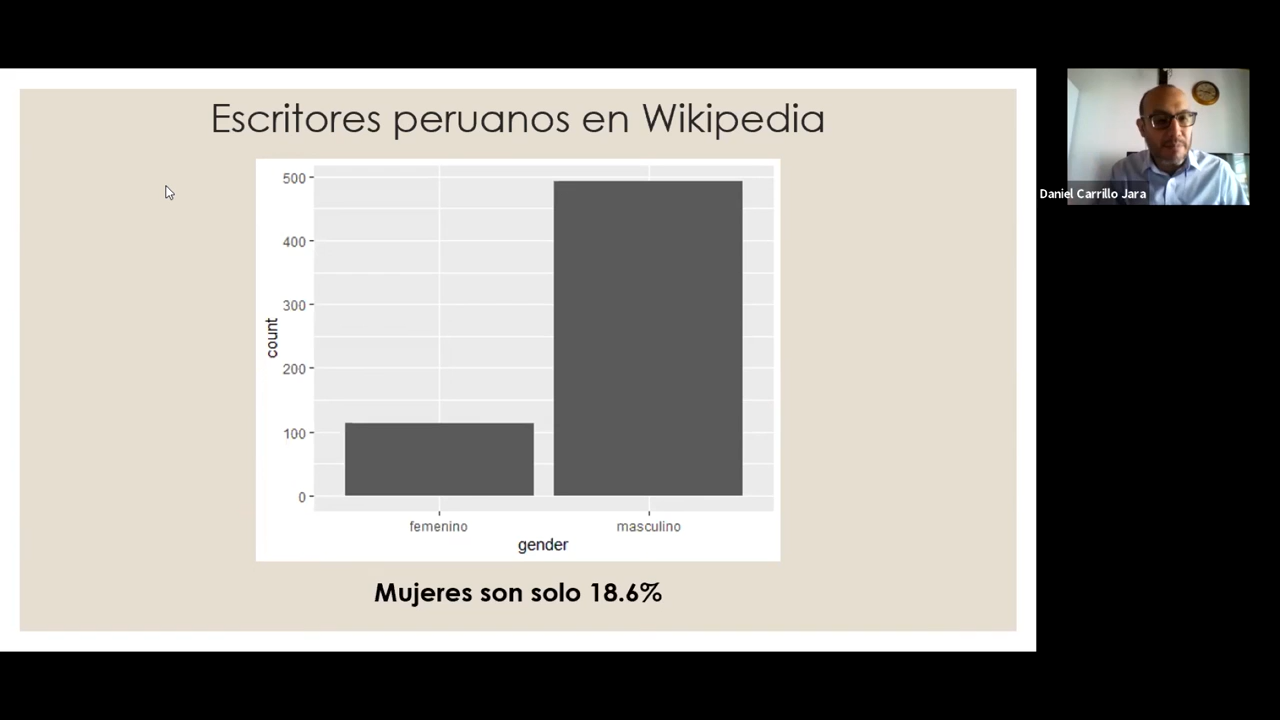 Escritores peruanos en Wikipedia
500
400
300
200
100
0
count
femenino
masculino
gender
Mujeres son solo 18.6%
Daniel Carrillo Jara